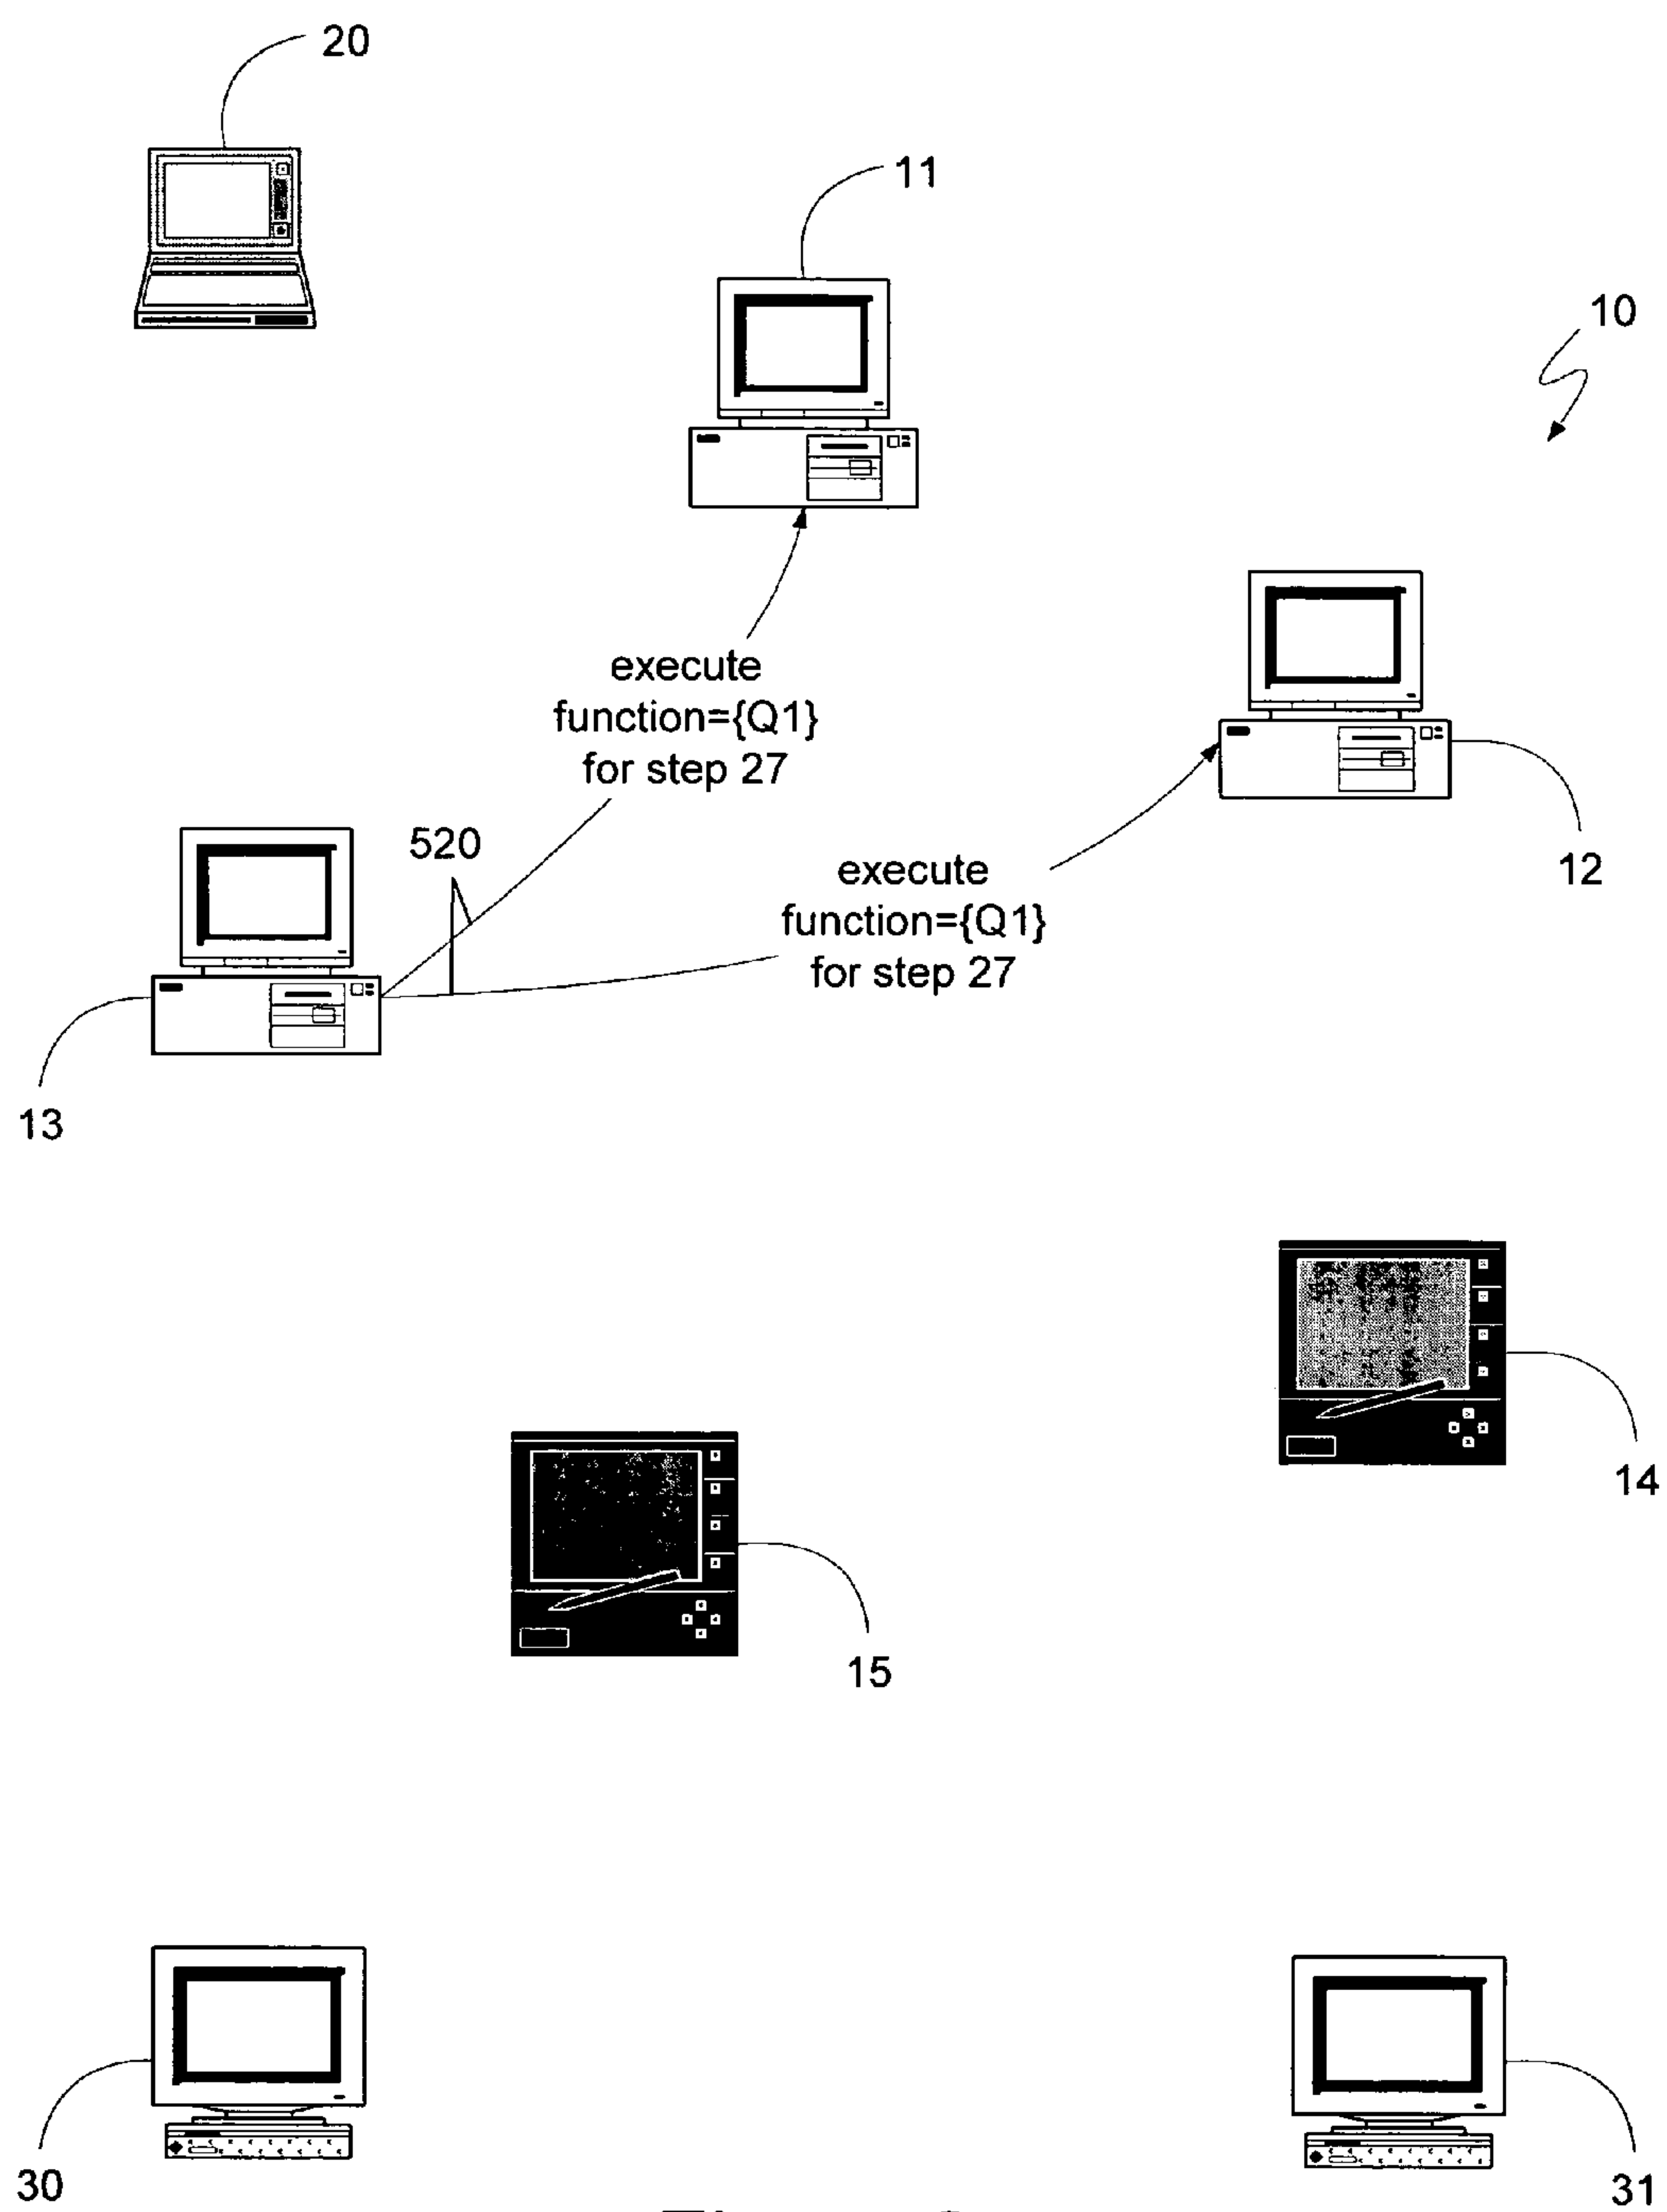 20
11
10
execute
function={Q1}
for step 27
12
520
execute
function={Q1}
for step 27
13
14
15
30
31